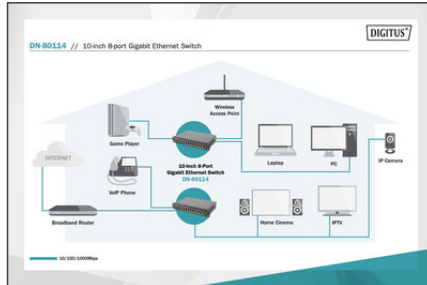 DIGITUS®
DN-80114 // 10-inch 8-port Gigabit Ethernet Switch
Wireless
Access Point
Game Player
INTERNET
10-inch 8-Port
Gigabit Ethernet Switch
DN-80114
Laptop
PC
IP Camera
VoIP Phone
Broadband Router
Home Cinema
IPTV
10/100/1000Mbps